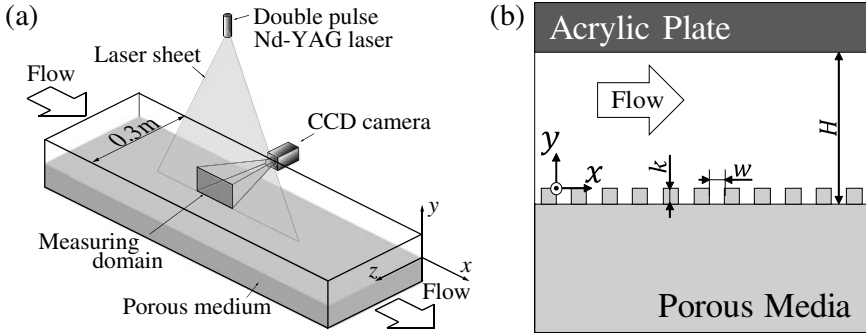 (a)
Double pulse
Nd-YAG laser
Laser sheet
Flow
0.3m
CCD camera
Measuring
domain
Porous medium
y
x
z
Flow
(b)
Acrylic Plate
Flow
H
y
x
k
w
Porous Media